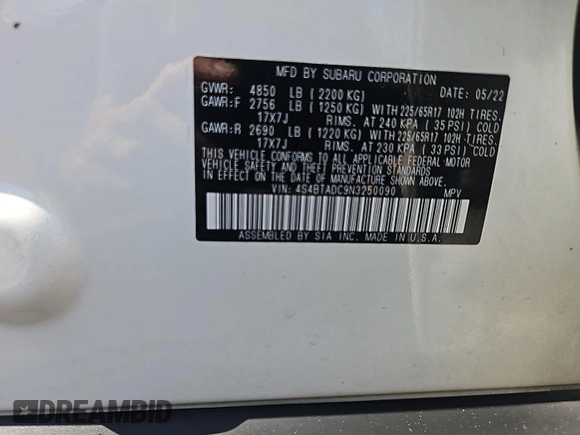 MFD BY SUBARU CORPORATION
GVWR: 4850 LB ( 2200 KG) DATE: 05/22
GAWR:F 2756 LB ( 1250 KG) WITH 225/65R17 102H TIRES.
17X7J RIMS. AT 240 KPA ( 35 PSI) COLD
GAWR:R 2690 LB ( 1220 KG) WITH 225/65R17 102H TIRES.
17X7J RIMS. AT 230 KPA ( 33 PSI) COLD
THIS VEHICLE CONFORMS TO ALL APPLICABLE FEDERAL MOTOR
VEHICLE SAFETY AND THEFT PREVENTION STANDARDS
IN EFFECT ON THE DATE OF MANUFACTURE SHOWN ABOVE.
VIN: 4S4BTADC9N3250090 MPV
ASSEMBLED BY SIA INC. MADE IN U.S.A.
DREAMBID